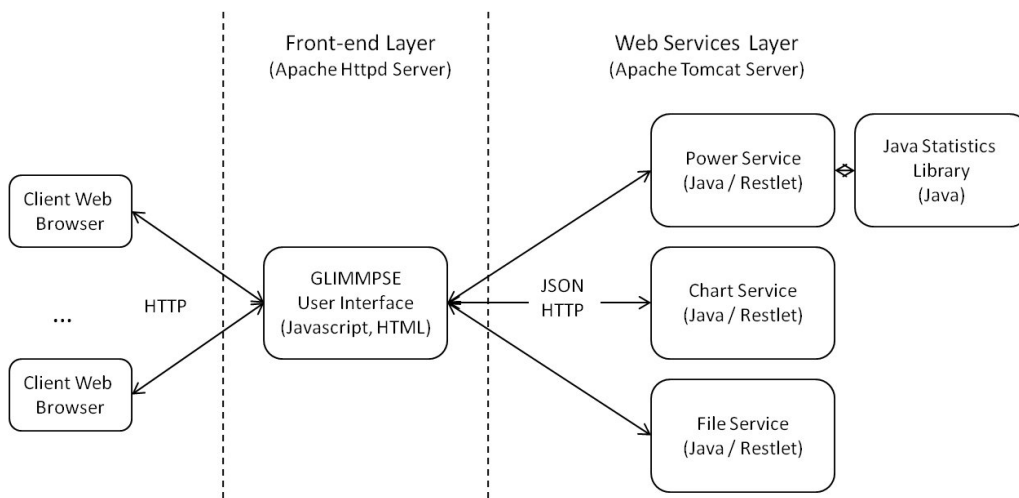 Front-end Layer
(Apache Httpd Server)
Web Services Layer
(Apache Tomcat Server)
Client Web
Browser
...
HTTP
Client Web
Browser
GLIMMPSE
User Interface
(Javascript, HTML)
JSON
HTTP
Power Service
(Java / Restlet)
Java Statistics
Library
(Java)
Chart Service
(Java / Restlet)
File Service
(Java / Restlet)